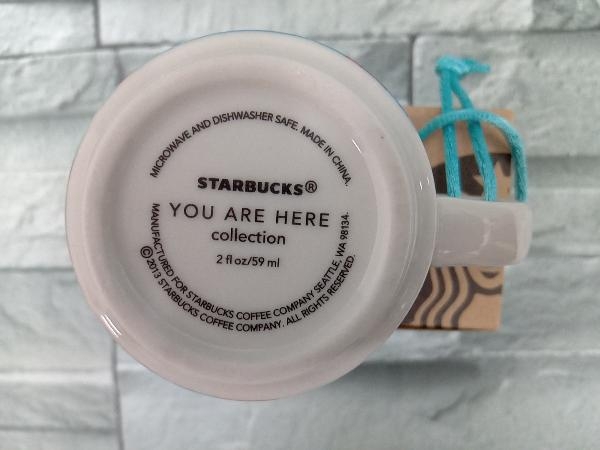 MICROWAVE AND DISHWASHER SAFE. MADE IN CHINA.
STARBUCKS®
YOU ARE HERE
collection
2 fl oz/59 ml
MANUFACTURED FOR STARBUCKS COFFEE COMPANY SEATTLE, WA 98134.
©2013 STARBUCKS COFFEE COMPANY. ALL RIGHTS RESERVED.